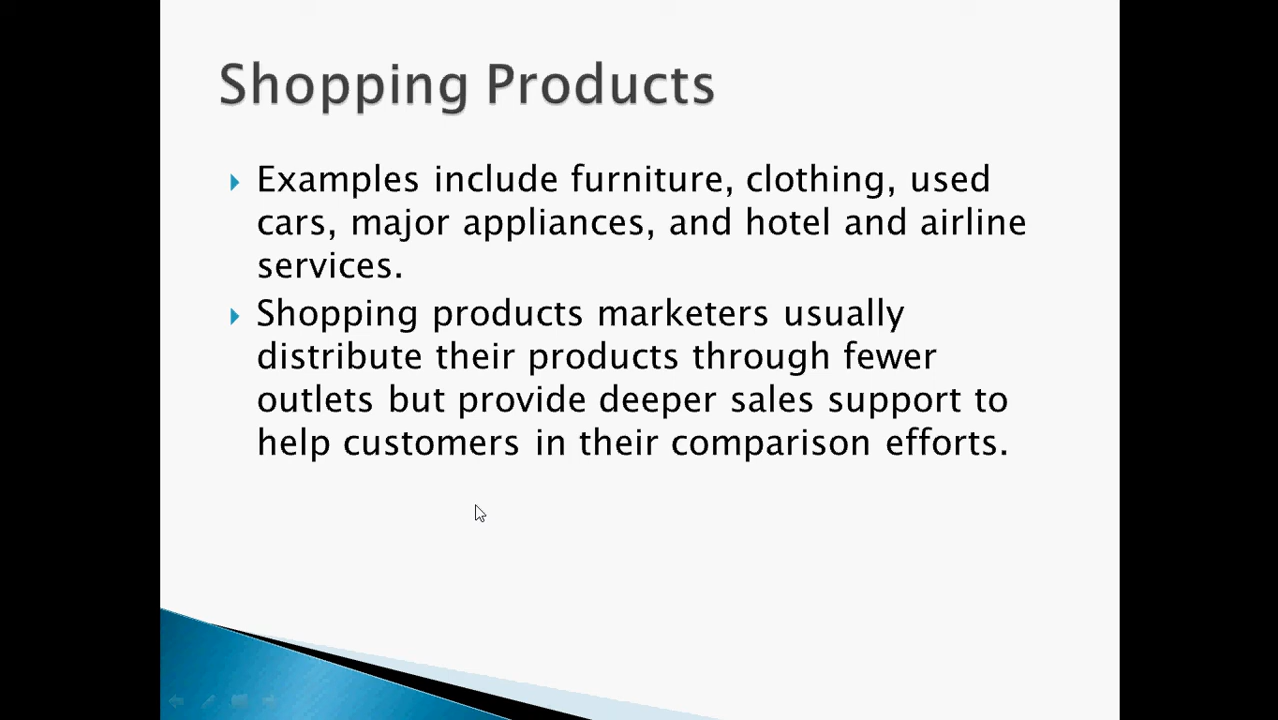 Shopping Products
Examples include furniture, clothing, used
cars, major appliances, and hotel and airline
services.
Shopping products marketers usually
distribute their products through fewer
outlets but provide deeper sales support to
help customers in their comparison efforts.